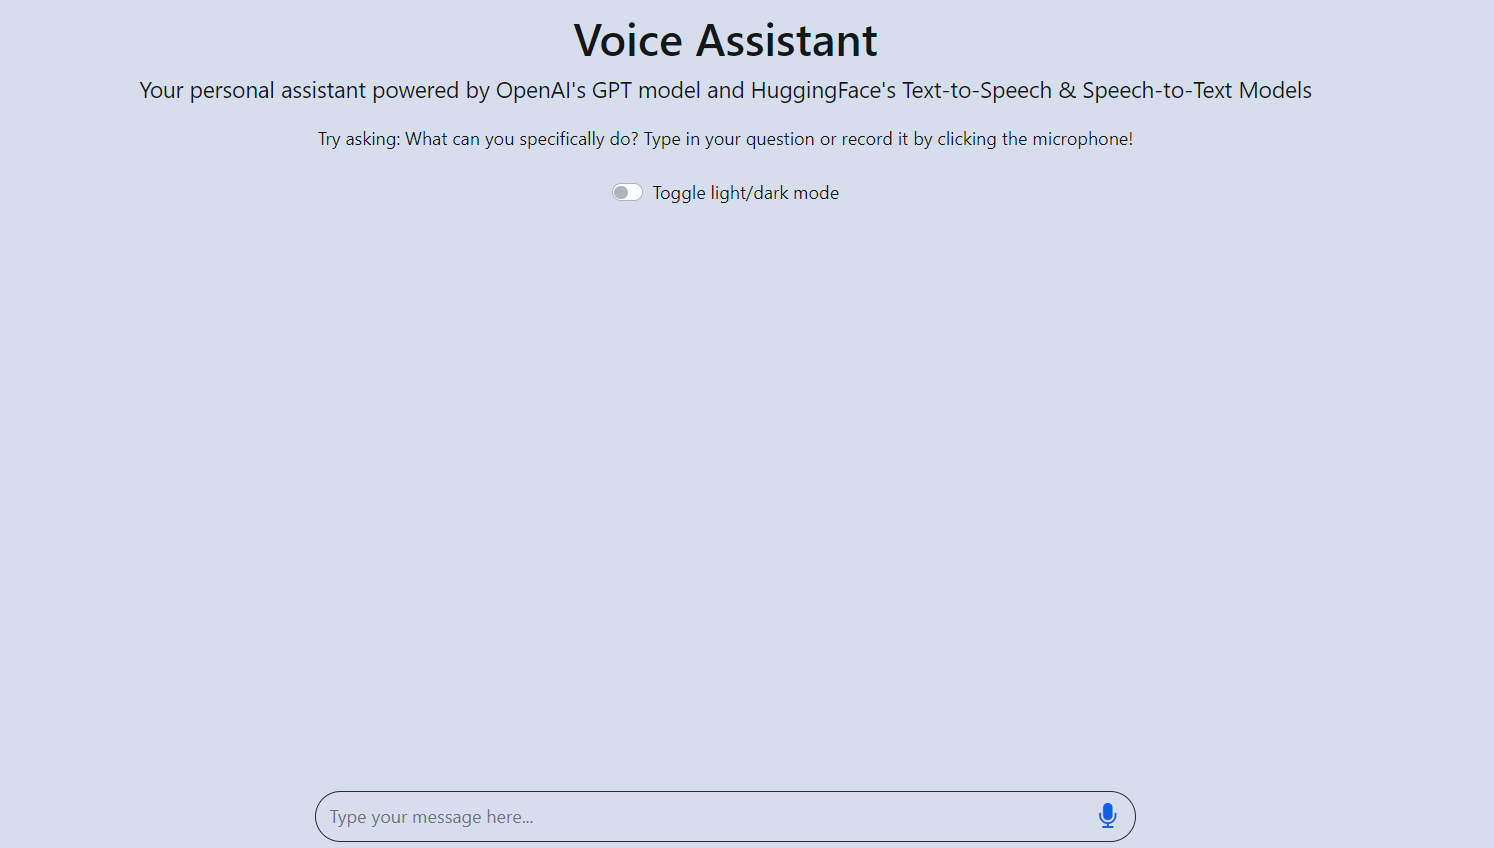 Voice Assistant
Your personal assistant powered by OpenAI's GPT model and HuggingFace's Text-to-Speech & Speech-to-Text Models
Try asking: What can you specifically do? Type in your question or record it by clicking the microphone!
Toggle light/dark mode
Type your message here...